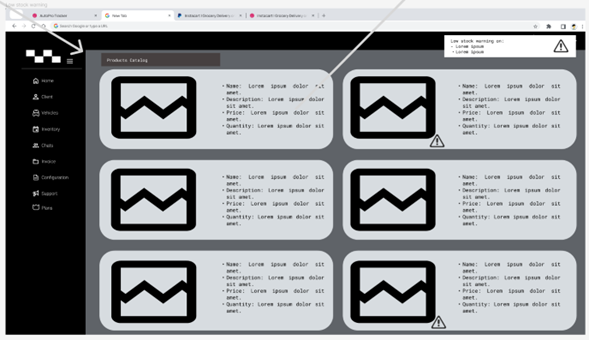 low stock warning
AutoPro Tracked
New Tab
Instacart Grocery Delivery
Instacart Grocery Delivery
Search Google or type a URL
Low stock warning on:
• Lorem ipsum
• Lorem ipsum
Products Catalog
Home
Client
Vehicles
Inventory
Chats
Invoice
Configuration
Support
Plans
• Name: Lorem ipsum dolor sit
amet.
• Description: Lorem ipsum dolor
sit amet.
• Price: Lorem ipsum dolor sit
amet.
• Quantity: Lorem ipsum dolor sit
amet.
• Name: Lorem ipsum dolor sit
amet.
• Description: Lorem ipsum dolor
sit amet.
• Price: Lorem ipsum dolor sit
amet.
• Quantity: Lorem ipsum dolor sit
amet.
• Name: Lorem ipsum dolor sit
amet.
• Description: Lorem ipsum dolor
sit amet.
• Price: Lorem ipsum dolor sit
amet.
• Quantity: Lorem ipsum dolor sit
amet.
• Name: Lorem ipsum dolor sit
amet.
• Description: Lorem ipsum dolor
sit amet.
• Price: Lorem ipsum dolor sit
amet.
• Quantity: Lorem ipsum dolor sit
amet.
• Name: Lorem ipsum dolor sit
amet.
• Description: Lorem ipsum dolor
sit amet.
• Price: Lorem ipsum dolor sit
amet.
• Quantity: Lorem ipsum dolor sit
amet.
• Name: Lorem ipsum dolor sit
amet.
• Description: Lorem ipsum dolor
sit amet.
• Price: Lorem ipsum dolor sit
amet.
• Quantity: Lorem ipsum dolor sit
amet.